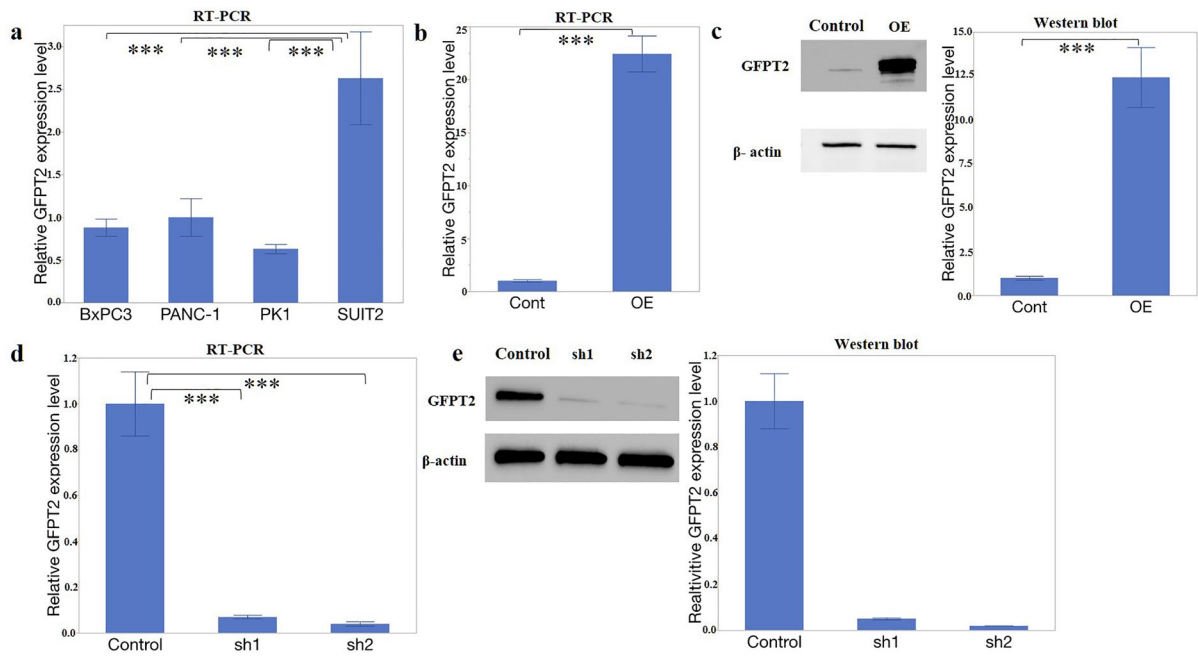 a
RT-PCR
Relative GFPT2 expression level
3.0
2.5
2.0
1.5
1.0
0.5
0.0
***
***
***
BxPC3 PANC-1 PK1 SUIT2
b
RT-PCR
Relative GFPT2 expression level
25
20
15
10
5
0
***
Cont OE
c
Control OE
GFPT2
β- actin
Western blot
Relative GFPT2 expression level
15.0
12.5
10.0
7.5
5.0
2.5
0.0
***
Cont OE
d
RT-PCR
Relative GFPT2 expression level
1.2
1.0
0.8
0.6
0.4
0.2
0.0
***
***
Control sh1 sh2
e
Control sh1 sh2
GFPT2
β-actin
Western blot
Realtivitive GFPT2 expression level
1.2
1.0
0.8
0.6
0.4
0.2
0.0
Control sh1 sh2